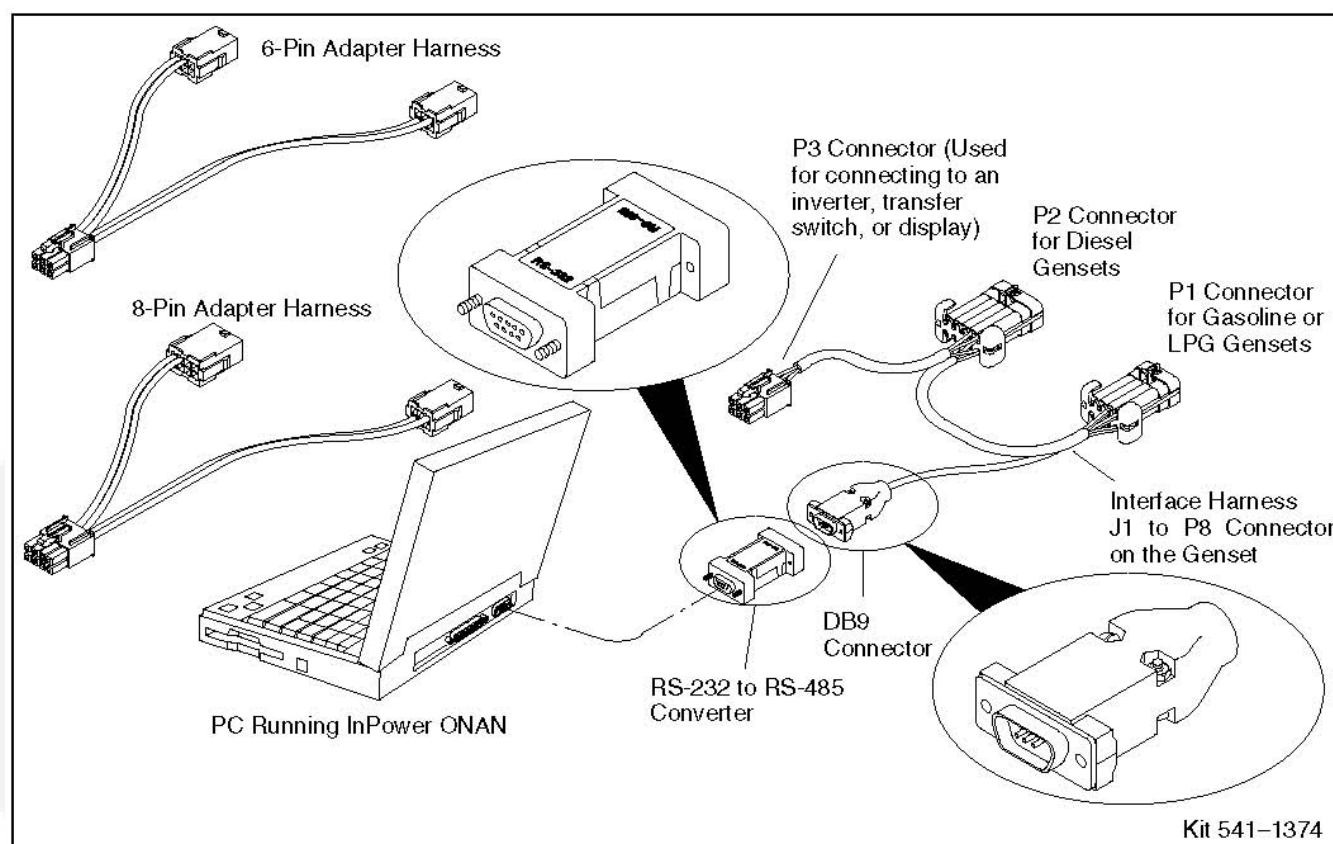 6-Pin Adapter Harness
P3 Connector (Used
for connecting to an
inverter, transfer
switch, or display)
P2 Connector
for Diesel
Gensets
P1 Connector
for Gasoline or
LPG Gensets
8-Pin Adapter Harness
RS-232
Interface Harness
J1 to P8 Connector
on the Genset
DB9
Connector
RS-232 to RS-485
Converter
PC Running InPower ONAN
Kit 541-1374